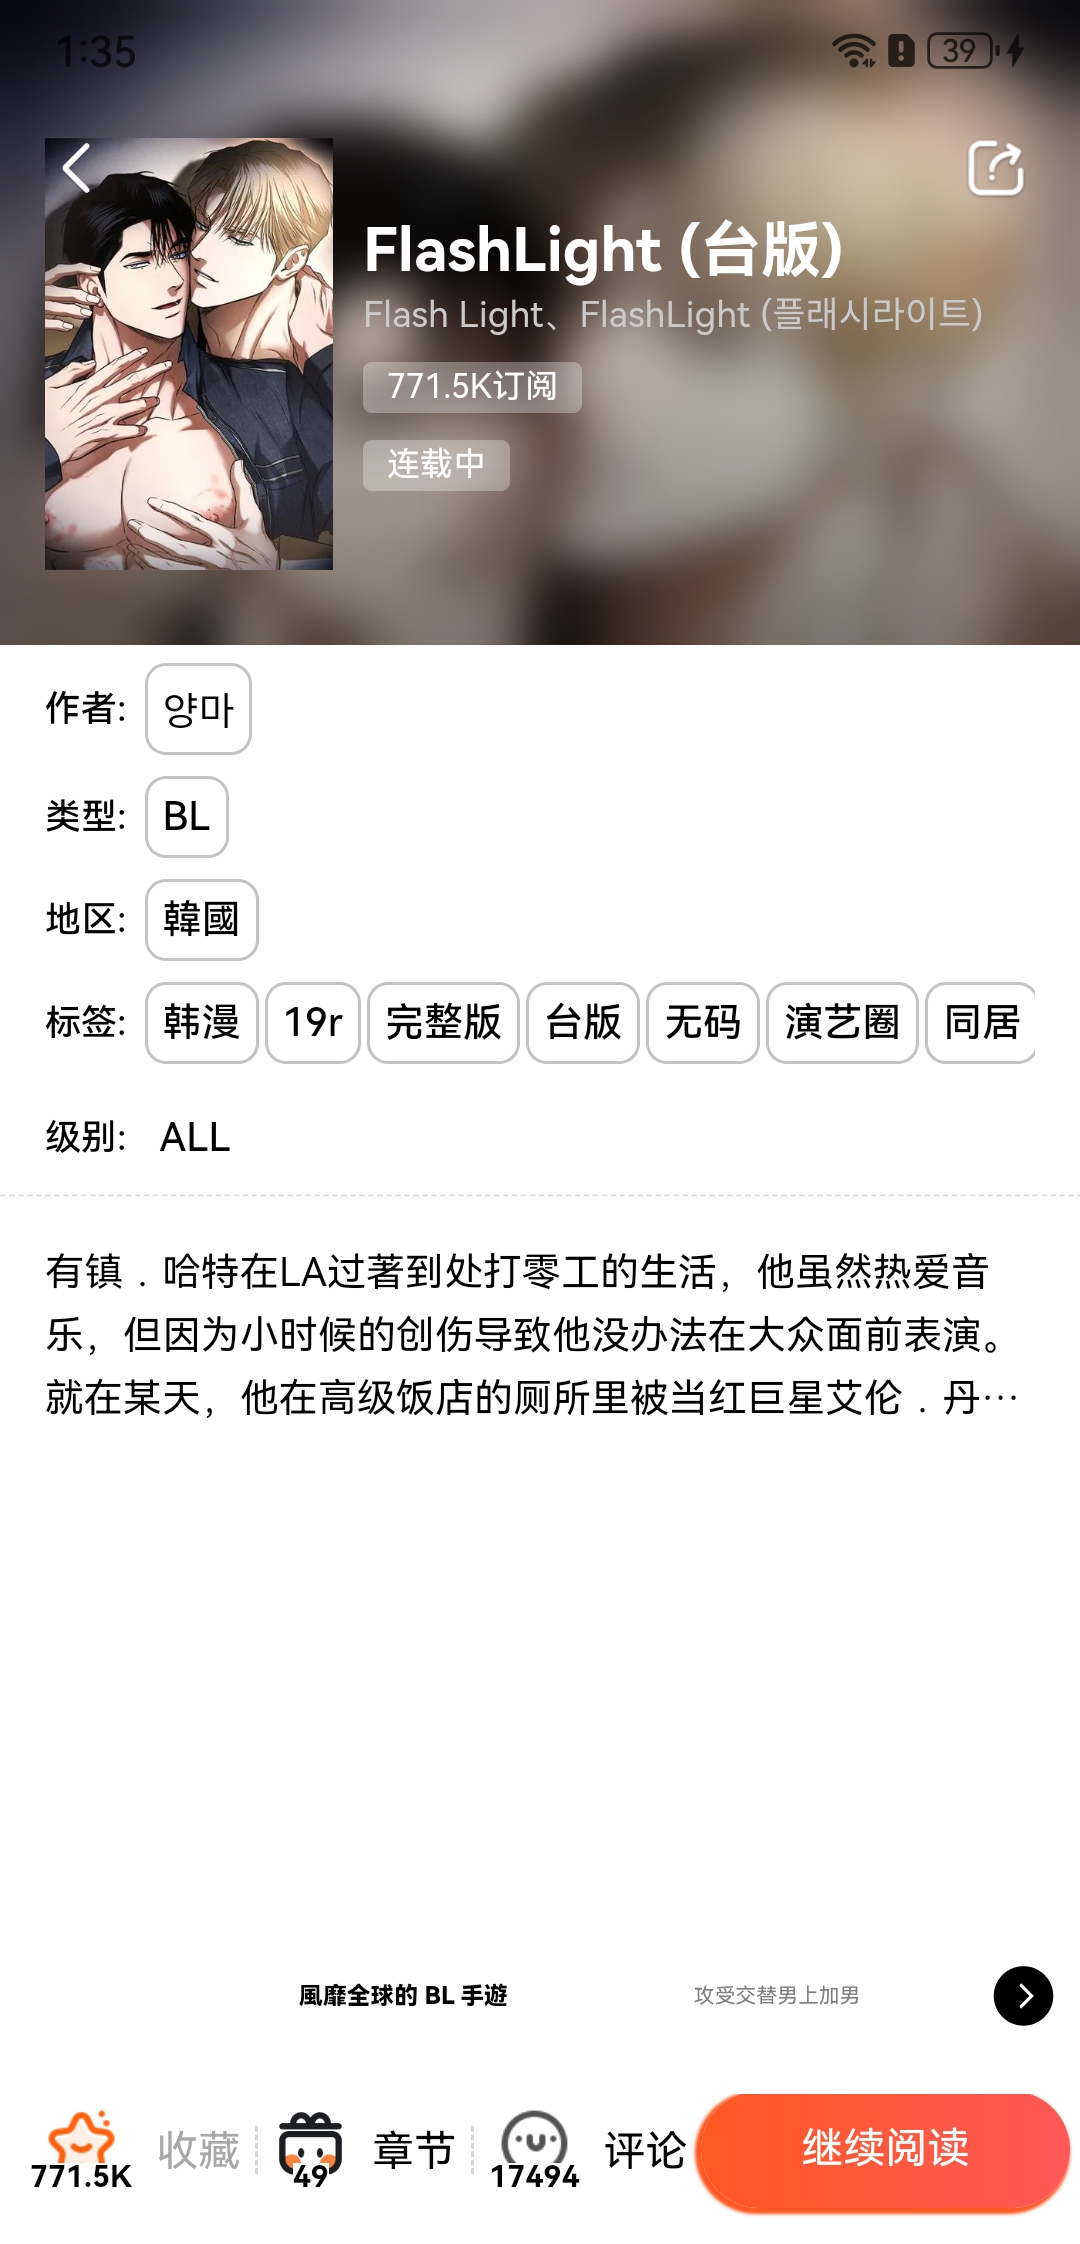 1:35
39
FlashLight (台版)
Flash Light、FlashLight (플래시라이트)
771.5K订阅
连载中
作者: 양마
类型: BL
地区: 韓國
标签: 韩漫 19r 完整版 台版 无码 演艺圈 同居
级别: ALL
有镇．哈特在LA过著到处打零工的生活，他虽然热爱音
乐，但因为小时候的创伤导致他没办法在大众面前表演。
就在某天，他在高级饭店的厕所里被当红巨星艾伦．丹…
風靡全球的 BL 手遊 攻受交替男上加男
771.5K 收藏 49 章节 17494 评论 继续阅读